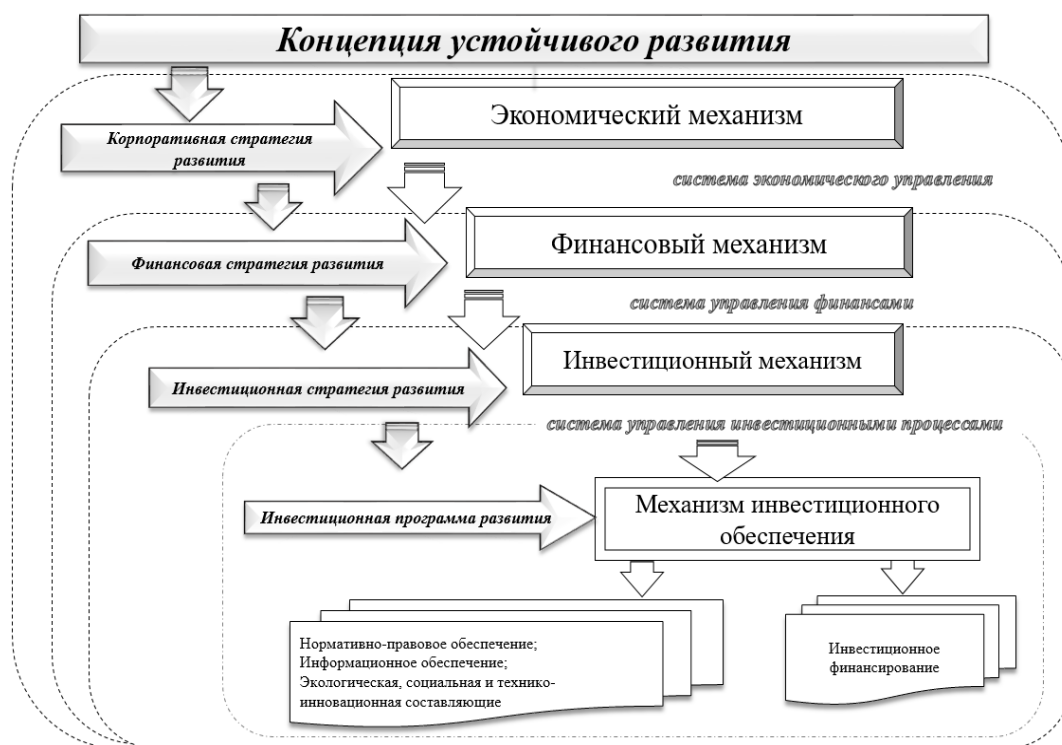 Концепция устойчивого развития
Экономический механизм
Корпоративная стратегия
развития
система экономического управления
Финансовый механизм
Финансовая стратегия развития
система управления финансами
Инвестиционный механизм
Инвестиционная стратегия развития
система управления инвестиционными процессами
Механизм инвестиционного
обеспечения
Инвестиционная программа развития
Нормативно-правовое обеспечение;
Информационное обеспечение;
Экологическая, социальная и технико-
инновационная составляющие
Инвестиционное
финансирование